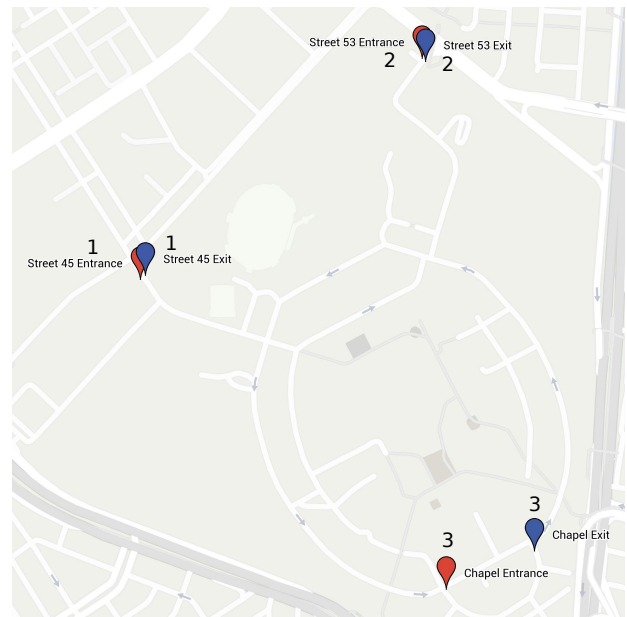 Street 53 Entrance
Street 53 Exit
2
2
1
1
Street 45 Entrance
Street 45 Exit
3
Chapel Exit
3
Chapel Entrance